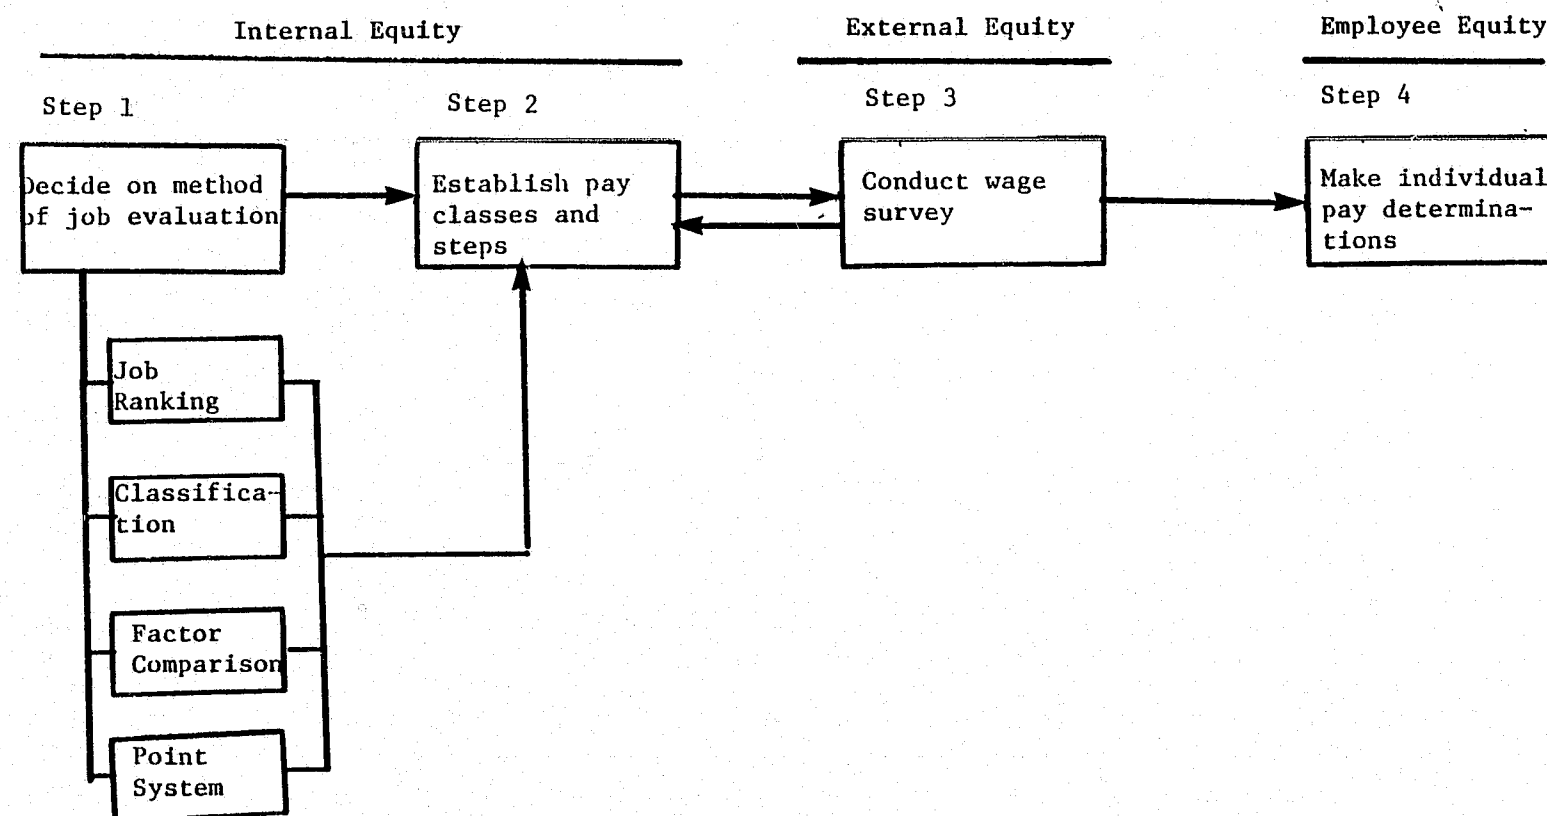 Internal Equity
External Equity
Employee Equity
Step 1
Step 2
Step 3
Step 4
Decide on method
of job evaluation
Establish pay
classes and
steps
Conduct wage
survey
Make individual
pay determina-
tions
Job
Ranking
Classifica-
tion
Factor
Comparison
Point
System